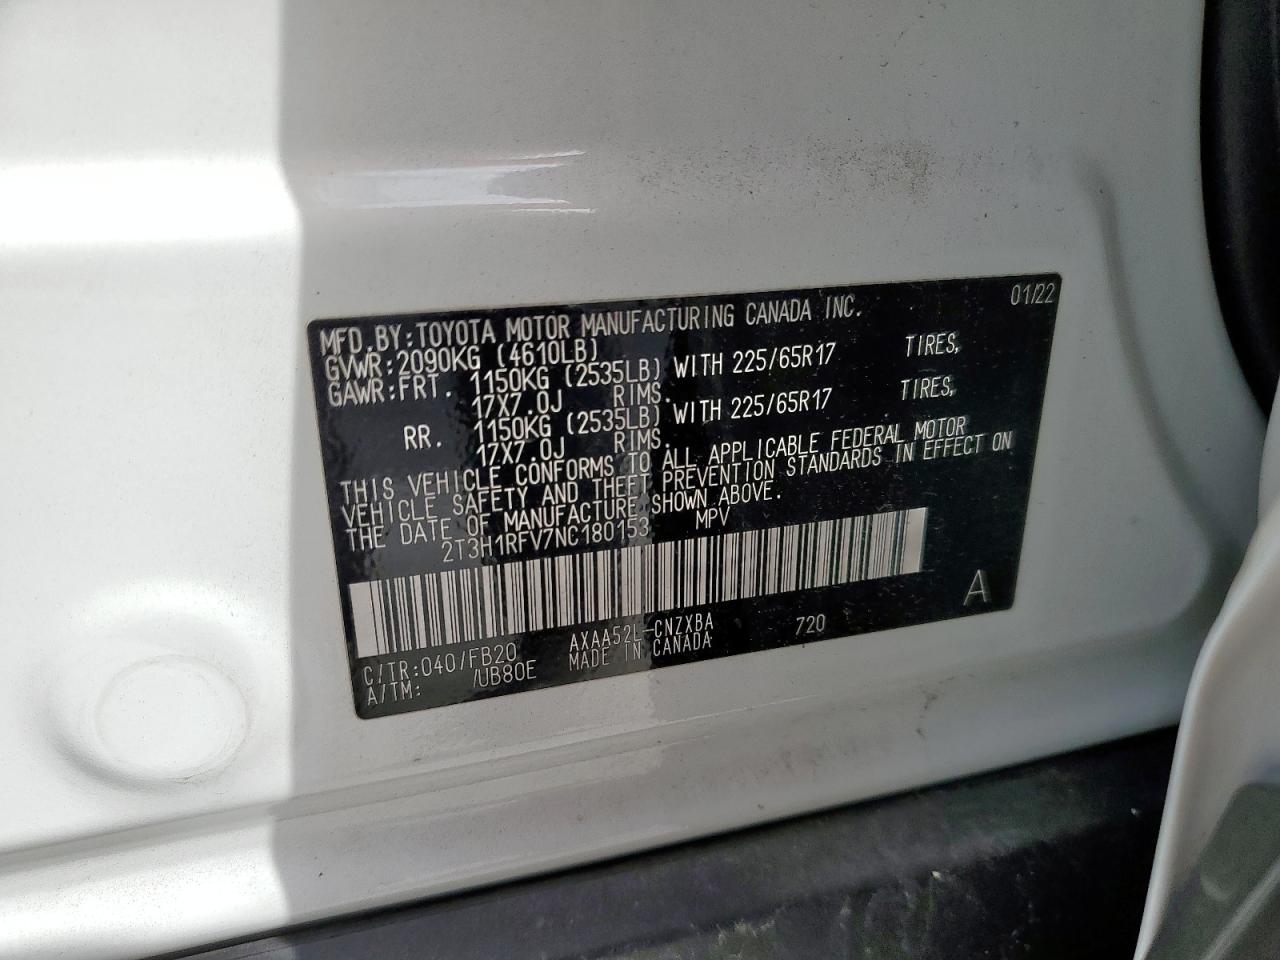 MFD.BY:TOYOTA MOTOR MANUFACTURING CANADA INC. 01/22
GVWR:2090KG (4610LB)
GAWR:FRT. 1150KG (2535LB) WITH 225/65R17 TIRES,
17X7.0J RIMS.
RR. 1150KG (2535LB) WITH 225/65R17 TIRES,
17X7.0J RIMS.
THIS VEHICLE CONFORMS TO ALL APPLICABLE FEDERAL MOTOR
VEHICLE SAFETY AND THEFT PREVENTION STANDARDS IN EFFECT ON
THE DATE OF MANUFACTURE SHOWN ABOVE.
2T3H1RFV7NC180153 MPV
C/TR:040/FB20 AXAA52L-CNZXBA 720 A
A/TM: /UB80E MADE IN CANADA